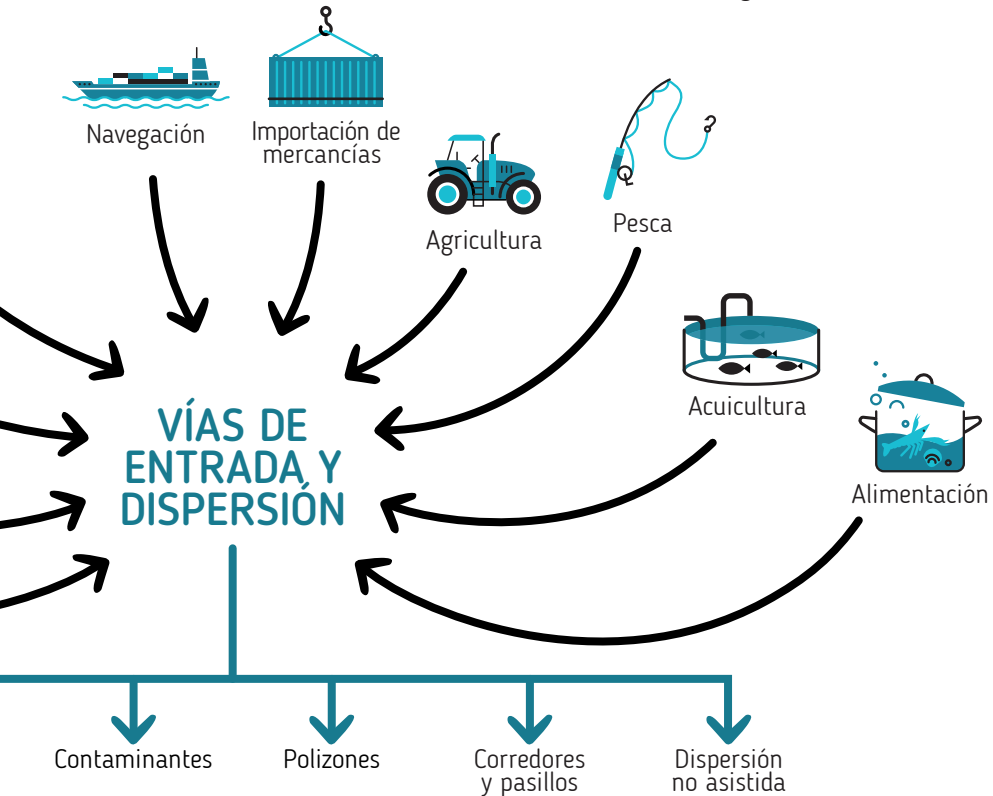 Navegación
Importación de
mercancías
Agricultura
Pesca
Acuicultura
Alimentación
VÍAS DE
ENTRADA Y
DISPERSIÓN
Contaminantes
Polizones
Corredores
y pasillos
Dispersión
no asistida